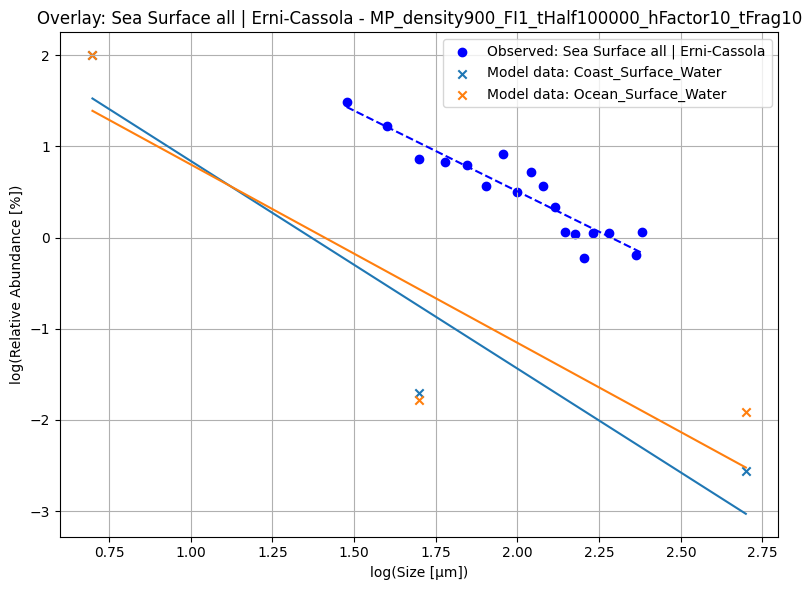 Overlay: Sea Surface all | Erni-Cassola - MP_density900_FI1_tHalf100000_hFactor10_tFrag10
Observed: Sea Surface all | Erni-Cassola
Model data: Coast_Surface_Water
Model data: Ocean_Surface_Water
log(Relative Abundance [%])
2
1
0
−1
−2
−3
0.75
1.00
1.25
1.50
1.75
2.00
2.25
2.50
2.75
log(Size [µm])